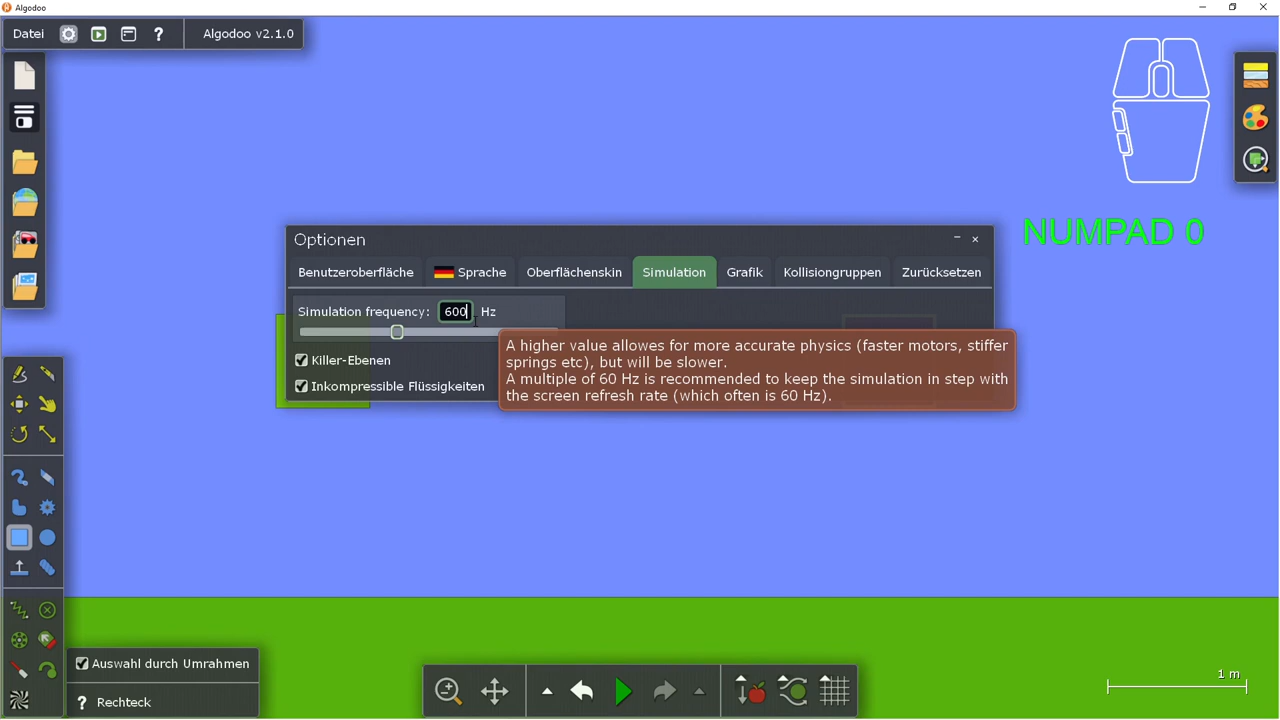 Algodoo
Datei
Algodoo v2.1.0
NUMPAD 0
Optionen
Benutzeroberfläche
Sprache
Oberflächenskin
Simulation
Grafik
Kollisiongruppen
Zurücksetzen
Simulation frequency: 600 Hz
Killer-Ebenen
Inkompressible Flüssigkeiten
A higher value allowes for more accurate physics (faster motors, stiffer
springs etc), but will be slower.
A multiple of 60 Hz is recommended to keep the simulation in step with
the screen refresh rate (which often is 60 Hz).
Auswahl durch Umrahmen
? Rechteck
1 m